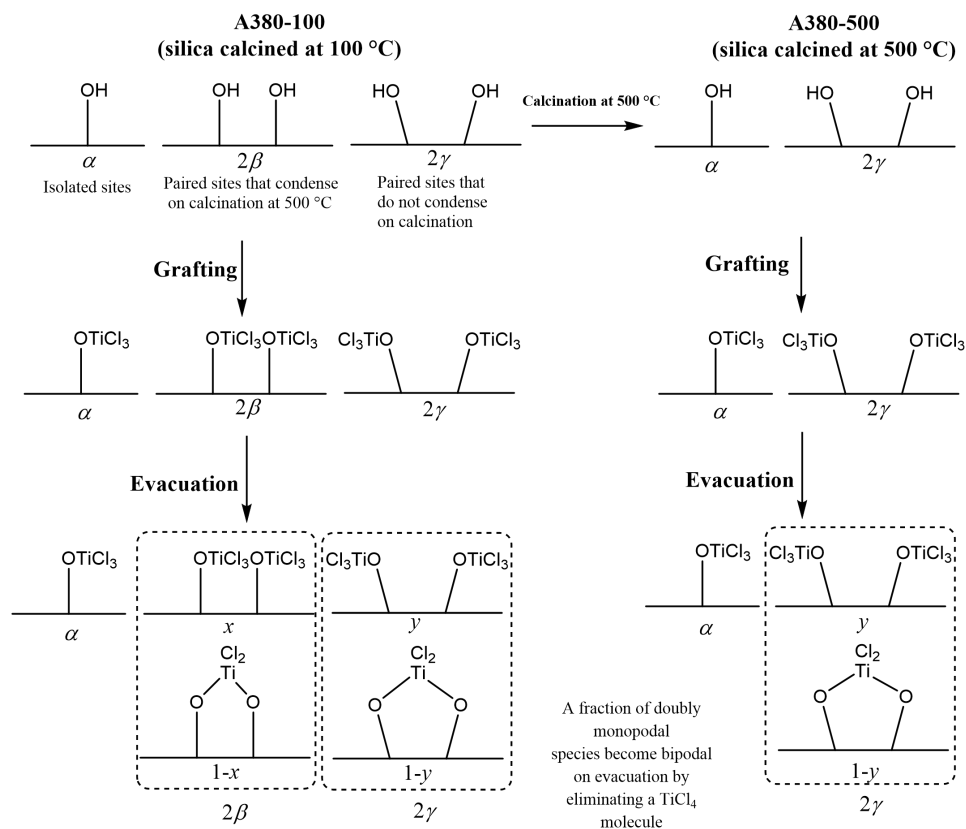 A380-100
(silica calcined at 100 °C)
A380-500
(silica calcined at 500 °C)
OH
OH OH
HO OH
Calcination at 500 °C
OH
HO OH
α
2β
2γ
α
2γ
Isolated sites
Paired sites that condense
on calcination at 500 °C
Paired sites that
do not condense
on calcination
Grafting
Grafting
OTiCl3
OTiCl3 OTiCl3
Cl3TiO OTiCl3
OTiCl3
Cl3TiO OTiCl3
α
2β
2γ
α
2γ
Evacuation
Evacuation
OTiCl3
OTiCl3 OTiCl3
Cl3TiO OTiCl3
OTiCl3
Cl3TiO OTiCl3
α
x
y
α
y
Cl2
Ti
O O
Cl2
Ti
O O
Cl2
Ti
O O
1-x
1-y
1-y
2β
2γ
2γ
A fraction of doubly
monopodal
species become bipodal
on evacuation by
eliminating a TiCl4
molecule